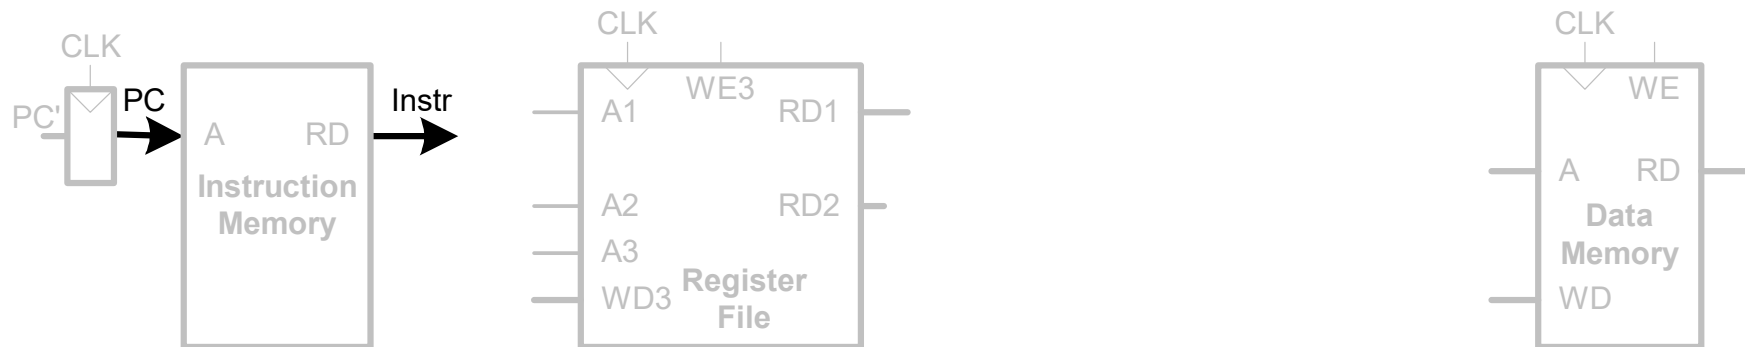 CLK
PC'
PC
A
RD
Instruction
Memory
Instr
CLK
WE3
A1
RD1
A2
RD2
A3
WD3
Register
File
CLK
WE
A
RD
Data
Memory
WD